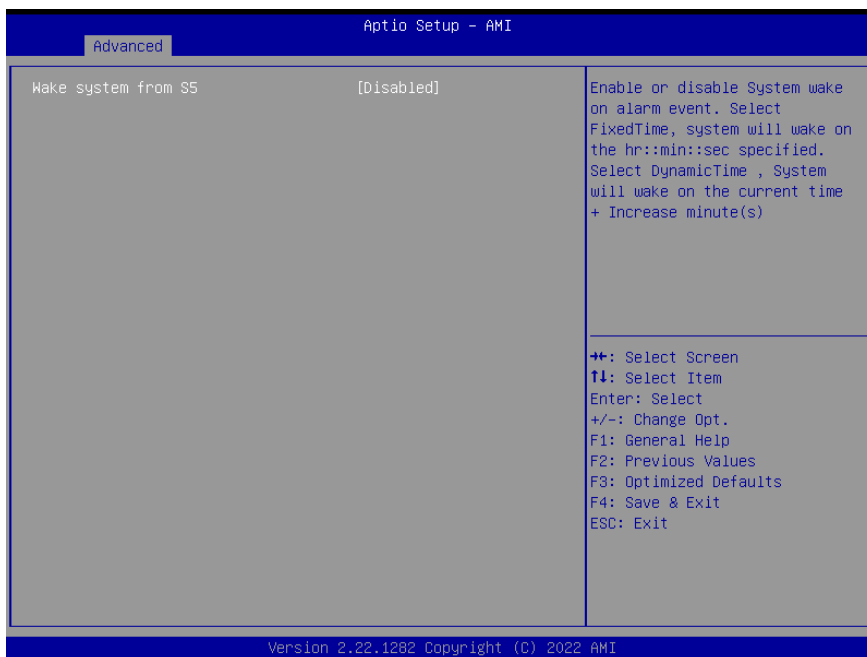 Aptio Setup – AMI
Advanced
Wake system from S5 [Disabled]
Enable or disable System wake
on alarm event. Select
FixedTime, system will wake on
the hr::min::sec specified.
Select DynamicTime , System
will wake on the current time
+ Increase minute(s)
→←: Select Screen
↑↓: Select Item
Enter: Select
+/-: Change Opt.
F1: General Help
F2: Previous Values
F3: Optimized Defaults
F4: Save & Exit
ESC: Exit
Version 2.22.1282 Copyright (C) 2022 AMI